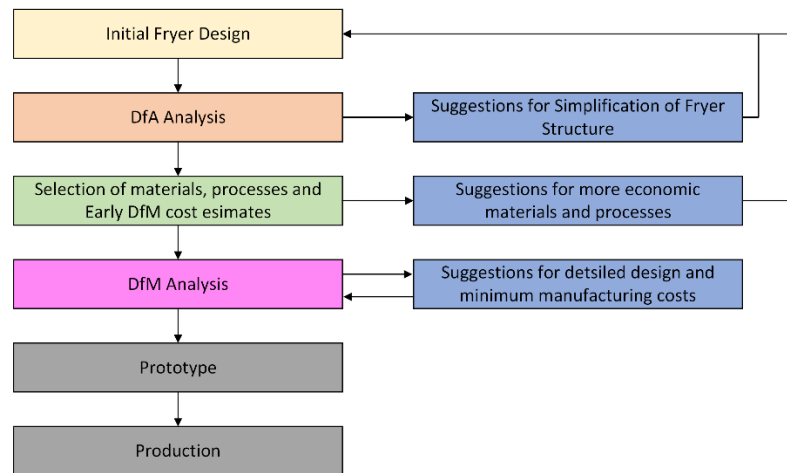 Initial Fryer Design
DfA Analysis
Suggestions for Simplification of Fryer
Structure
Selection of materials, processes and
Early DfM cost esimates
Suggestions for more economic
materials and processes
DfM Analysis
Suggestions for detsiled design and
minimum manufacturing costs
Prototype
Production